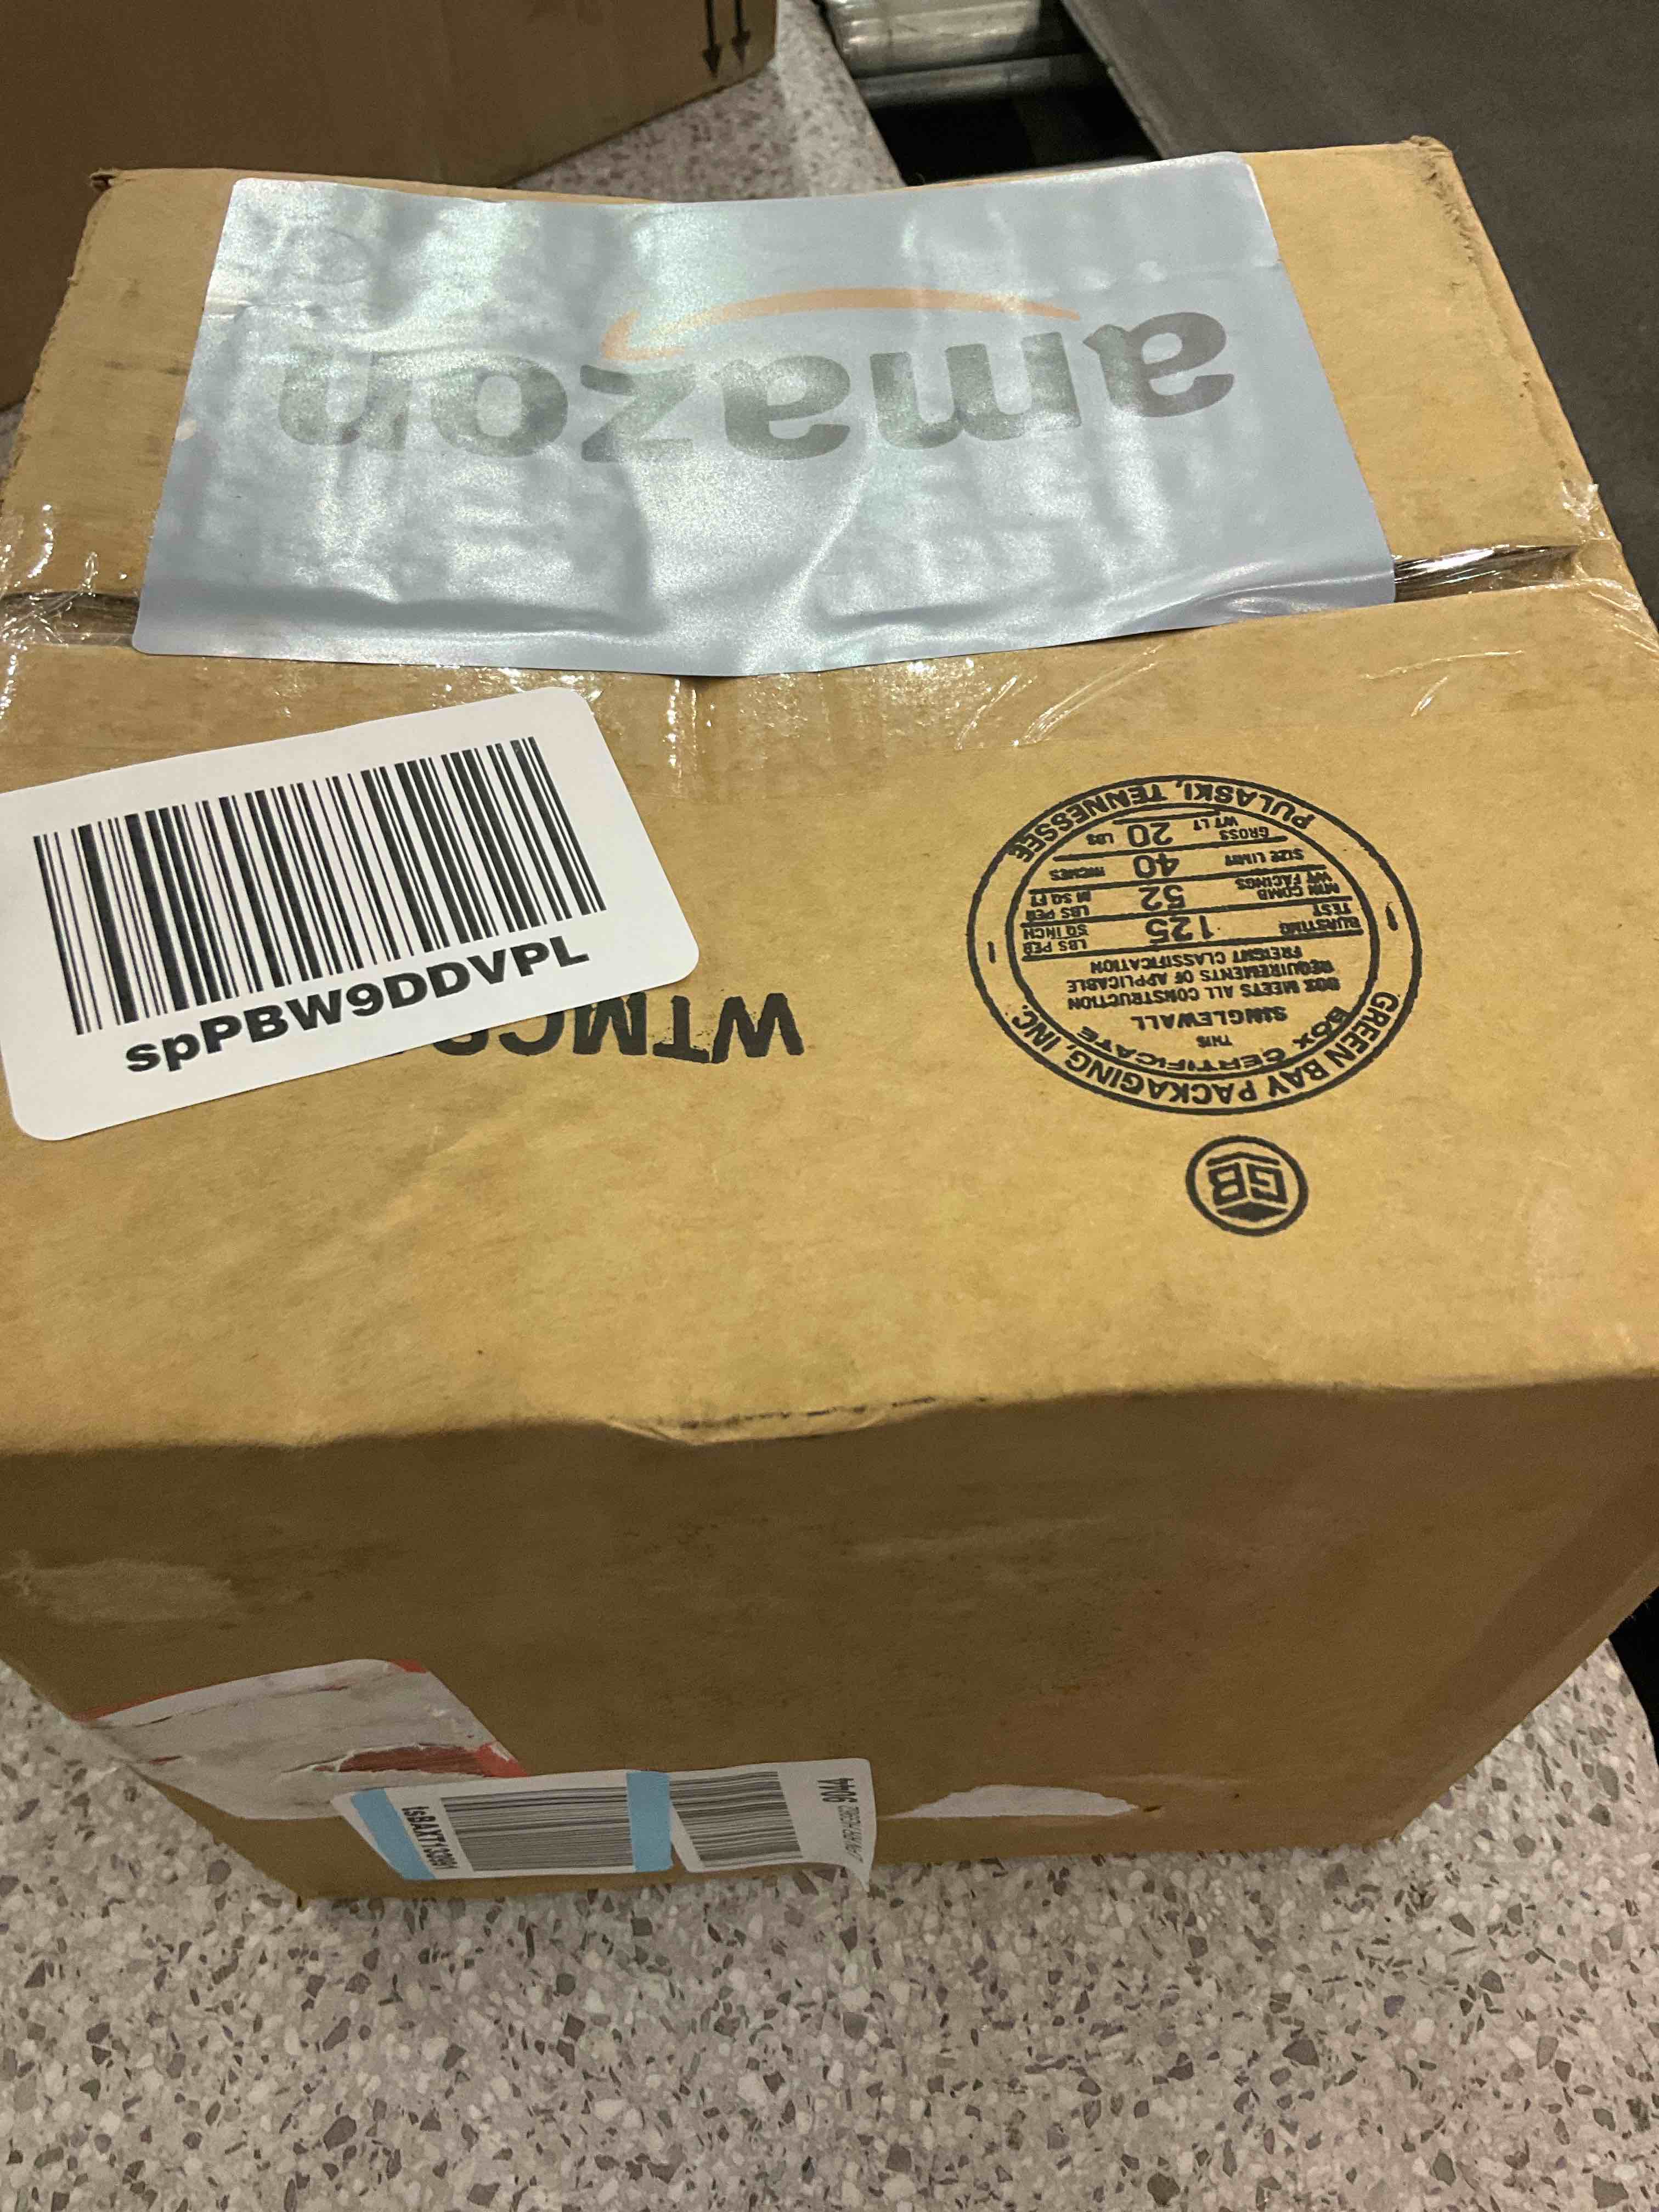 amazon
spPBW9DDVPL
PULASKI, TENNESSEE
GREEN BAY PACKAGING, INC.
BOX CERTIFICATE
THIS
SINGLEWALL
BOX MEETS ALL CONSTRUCTION
REQUIREMENTS OF APPLICABLE
FREIGHT CLASSIFICATION
BURSTING TEST 125 LBS PER SQ INCH
MIN COMB WT FACINGS 52 LBS PER M SQ FT
SIZE LIMIT 40 INCHES
GROSS WT LT 20 LBS
GB
9044